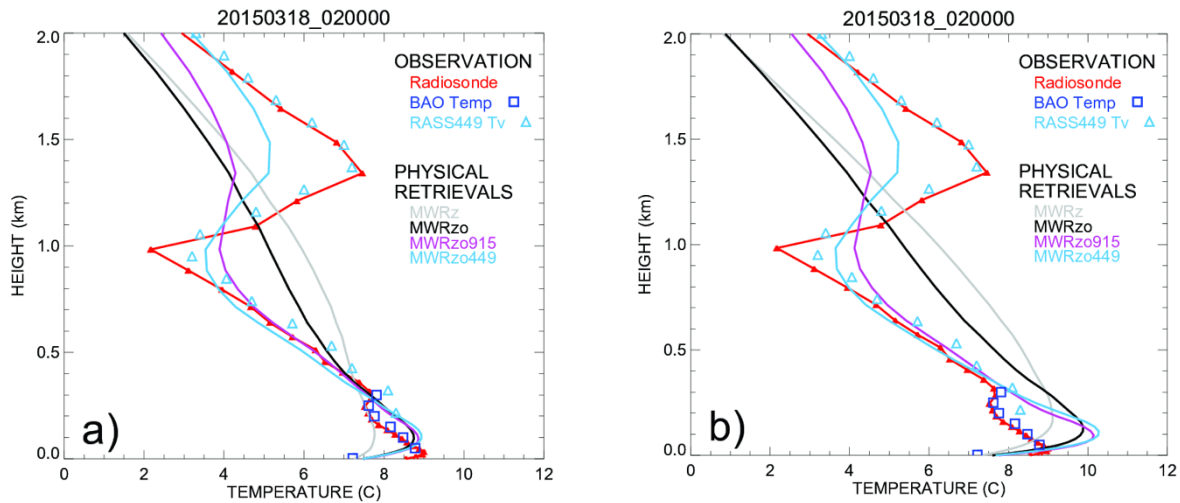 20150318_020000
2.0
1.5
1.0
0.5
0.0
HEIGHT (km)
OBSERVATION
Radiosonde
BAO Temp
RASS449 Tv
PHYSICAL
RETRIEVALS
MWRz
MWRzo
MWRzo915
MWRzo449
a)
0 2 4 6 8 10 12
TEMPERATURE (C)
20150318_020000
2.0
1.5
1.0
0.5
0.0
HEIGHT (km)
OBSERVATION
Radiosonde
BAO Temp
RASS449 Tv
PHYSICAL
RETRIEVALS
MWRz
MWRzo
MWRzo915
MWRzo449
b)
0 2 4 6 8 10 12
TEMPERATURE (C)